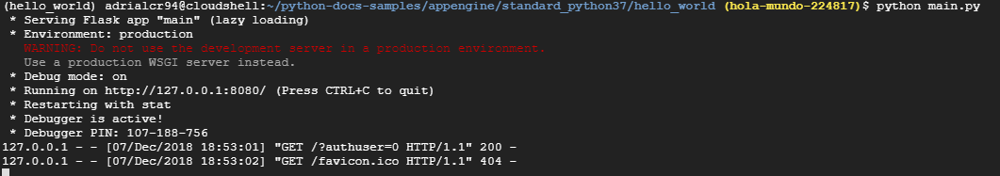 (hello_world) adrialcr94@cloudshell:~/python-docs-samples/appengine/standard_python37/hello_world (hola-mundo-224817)$ python main.py
 * Serving Flask app "main" (lazy loading)
 * Environment: production
   WARNING: Do not use the development server in a production environment.
   Use a production WSGI server instead.
 * Debug mode: on
 * Running on http://127.0.0.1:8080/ (Press CTRL+C to quit)
 * Restarting with stat
 * Debugger is active!
 * Debugger PIN: 107-188-756
127.0.0.1 - - [07/Dec/2018 18:53:01] "GET /?authuser=0 HTTP/1.1" 200 -
127.0.0.1 - - [07/Dec/2018 18:53:02] "GET /favicon.ico HTTP/1.1" 404 -